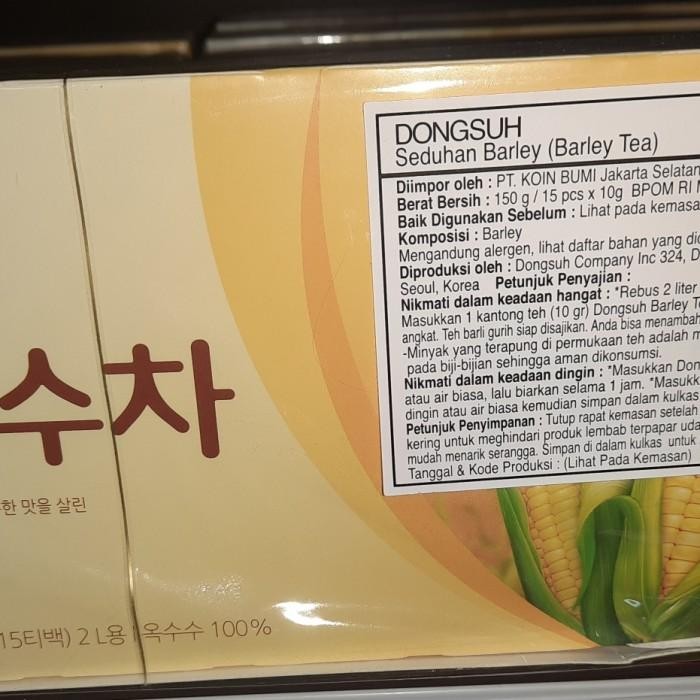 수차
한 맛을 살린
15티백) 2L용 | 옥수수 100%
DONGSUH
Seduhan Barley (Barley Tea)
Diimpor oleh : PT. KOIN BUMI Jakarta Selatan
Berat Bersih : 150 g / 15 pcs x 10g BPOM RI
Baik Digunakan Sebelum : Lihat pada kemasa
Komposisi : Barley
Mengandung alergen, lihat daftar bahan yang
Diproduksi oleh : Dongsuh Company Inc 324,
Seoul, Korea Petunjuk Penyajian :
Nikmati dalam keadaan hangat : *Rebus 2 liter
Masukkan 1 kantong teh (10 gr) Dongsuh Barley
angkat. Teh barli gurih siap disajikan. Anda bisa menambah
-Minyak yang terapung di permukaan teh adalah
pada biji-bijian sehingga aman dikonsumsi.
Nikmati dalam keadaan dingin : *Masukkan Don
atau air biasa, lalu biarkan selama 1 jam. *Masukk
dingin atau air biasa kemudian simpan dalam kulkas
Petunjuk Penyimpanan : Tutup rapat kemasan setelah
kering untuk meghindari produk lembab terpapar uda
mudah menarik serangga. Simpan di dalam kulkas untuk
Tanggal & Kode Produksi : (Lihat Pada Kemasan)